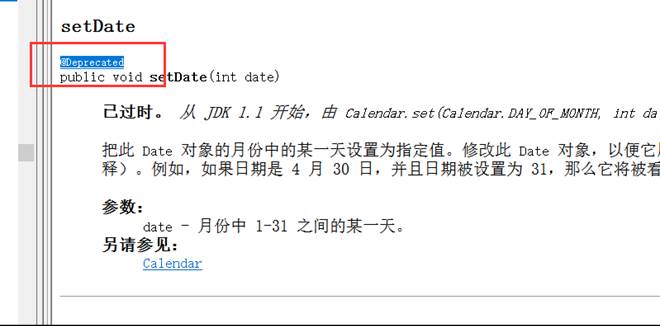 setDate
@Deprecated
public void setDate(int date)
已过时。 从 JDK 1.1 开始，由 Calendar.set(Calendar.DAY_OF_MONTH, int da
把此 Date 对象的月份中的某一天设置为指定值。修改此 Date 对象，以便它
释）。例如，如果日期是 4 月 30 日，并且日期被设置为 31，那么它将被看
参数：
date - 月份中 1-31 之间的某一天。
另请参见：
Calendar